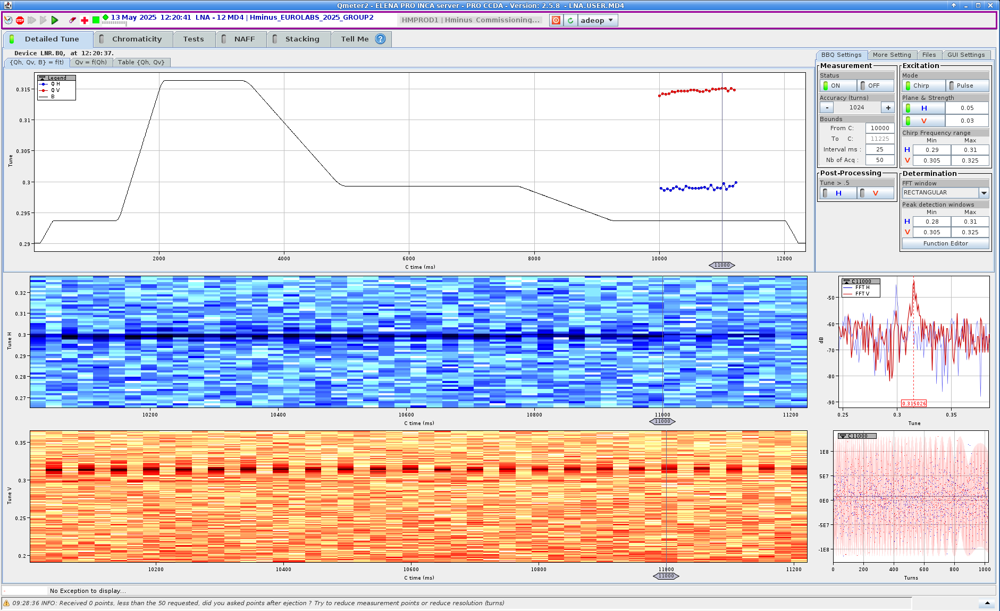 Qmeter2 - ELENA PRO INCA server - PRO CCDA - Version: 2.5.8 - LNA.USER.MD4
STOP
13 May 2025 12:20:41 LNA - 12 MD4 | Hminus_EUROLABS_2025_GROUP2
HMPROD1 | Hminus Commissioning...
adeop
Detailed Tune
Chromaticity
Tests
NAFF
Stacking
Tell Me
?
Device LNR.BQ, at 12:20:37.
{Qh, Qv, B} = f(t)
Qv = f(Qh)
Table {Qh, Qv}
Legend
Q H
Q V
B
Tune
0.315
0.31
0.305
0.3
0.295
0.29
2000
4000
6000
8000
10000
12000
11000
C time (ms)
BBQ Settings
More Setting
Files
GUI Settings
Measurement
Status
ON
OFF
Accuracy (turns)
-
1024
+
Bounds
From C:
10000
To C:
11225
Interval ms :
25
Nb of Acq :
50
Post-Processing
Tune > .5
H
V
Excitation
Mode
Chirp
Pulse
Plane & Strength
H
0.05
V
0.03
Chirp Frequency range
Min
Max
H
0.29
0.31
V
0.305
0.325
Determination
FFT window
RECTANGULAR
Peak detection windows
Min
Max
H
0.28
0.31
V
0.305
0.325
Function Editor
Tune H
0.32
0.31
0.3
0.29
0.28
0.27
10200
10400
10600
10800
11000
11200
11000
C time (ms)
C11000
FFT H
FFT V
dB
-50
-60
-70
-80
-90
0.315026
0.25
0.3
0.35
Tune
Tune V
0.35
0.3
0.25
0.2
10200
10400
10600
10800
11000
11200
11000
C time (ms)
C11000
1E8
5E7
0E0
-5E7
-1E8
0
200
400
600
800
1000
Turns
-
No Exception to display...
09:28:36 INFO: Received 0 points, less than the 50 requested, did you asked points after ejection ? Try to reduce measurement points or reduce resolution (turns)